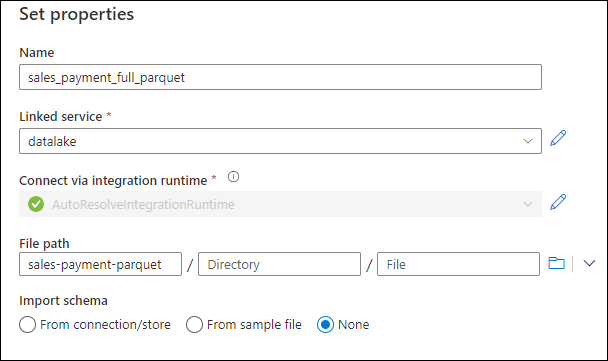 Set properties
Name
sales_payment_full_parquet
Linked service *
datalake
Connect via integration runtime * 
AutoResolveIntegrationRuntime
File path
sales-payment-parquet / Directory / File
Import schema
From connection/store From sample file None